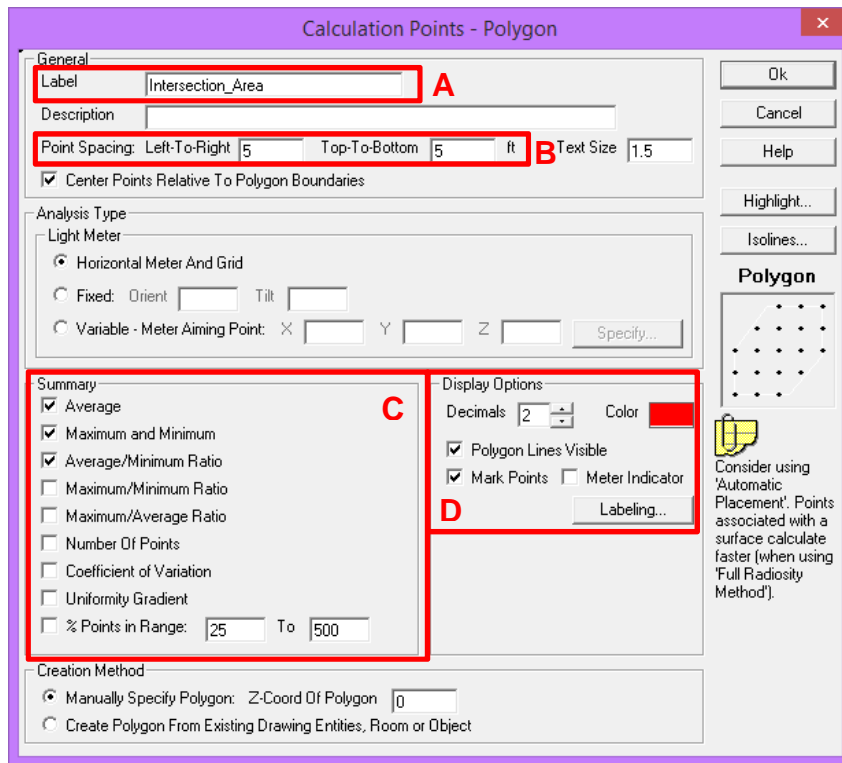 Calculation Points - Polygon
General
Label Intersection_Area A
Description
Point Spacing: Left-To-Right 5 Top-To-Bottom 5 ft B Text Size 1.5
Center Points Relative To Polygon Boundaries
Analysis Type
Light Meter
Horizontal Meter And Grid
Fixed: Orient Tilt
Variable - Meter Aiming Point: X Y Z Specify...
Summary C
Average
Maximum and Minimum
Average/Minimum Ratio
Maximum/Minimum Ratio
Maximum/Average Ratio
Number Of Points
Coefficient of Variation
Uniformity Gradient
% Points in Range: 25 To 500
Display Options
Decimals 2 Color
Polygon Lines Visible
Mark Points Meter Indicator
D Labeling...
Creation Method
Manually Specify Polygon: Z-Coord Of Polygon 0
Create Polygon From Existing Drawing Entities, Room or Object
Ok
Cancel
Help
Highlight...
Isolines...
Polygon
Consider using
'Automatic
Placement'. Points
associated with a
surface calculate
faster (when using
'Full Radiosity
Method').